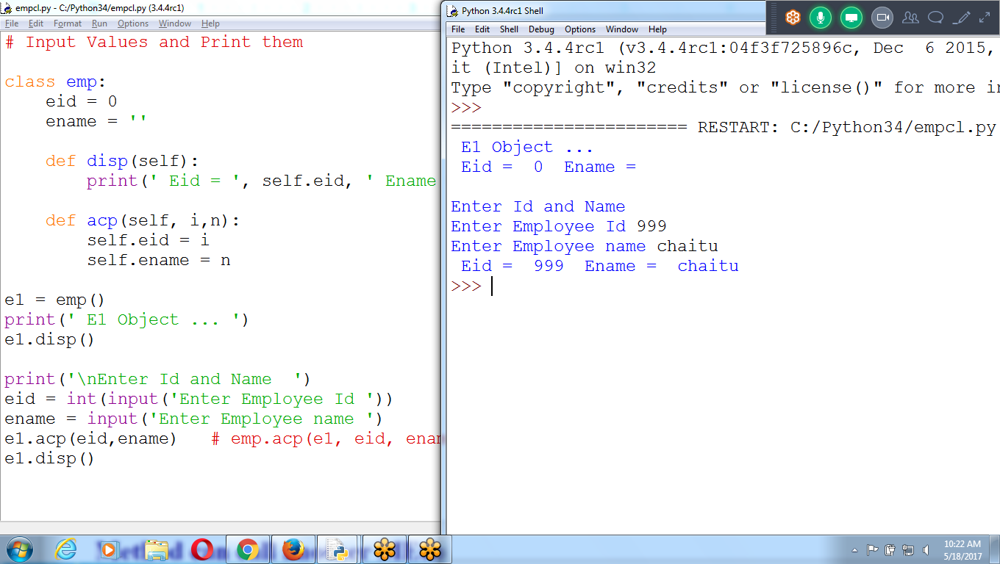 empcl.py - C:/Python34/empcl.py (3.4.4rc1)
File Edit Format Run Options Window Help
# Input Values and Print them
class emp:
    eid = 0
    ename = ''
    def disp(self):
        print(' Eid = ', self.eid, ' Ename
    def acp(self, i,n):
        self.eid = i
        self.ename = n
e1 = emp()
print(' E1 Object ... ')
e1.disp()
print('\nEnter Id and Name  ')
eid = int(input('Enter Employee Id '))
ename = input('Enter Employee name ')
e1.acp(eid,ename)   # emp.acp(e1, eid,
e1.disp()
Python 3.4.4rc1 Shell
File Edit Shell Debug Options Window Help
Python 3.4.4rc1 (v3.4.4rc1:04f3f725896c, Dec  6 2015,
it (Intel)] on win32
Type "copyright", "credits" or "license()" for more
>>>
======================= RESTART: C:/Python34/empcl.py
 E1 Object ...
 Eid =  0  Ename =
Enter Id and Name
Enter Employee Id 999
Enter Employee name chaitu
 Eid =  999  Ename =  chaitu
>>>
10:22 AM
5/18/2017